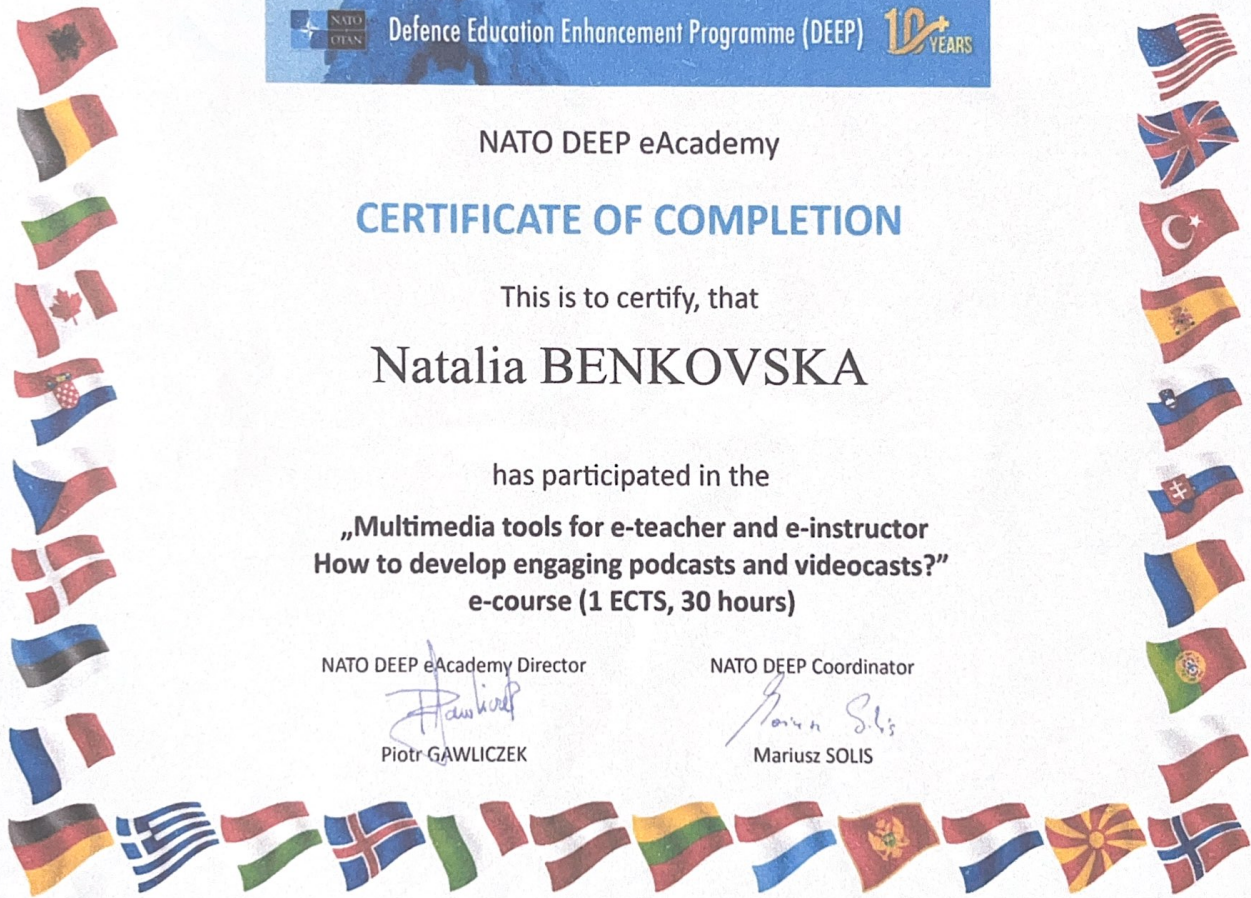 NATO
OTAN
Defence Education Enhancement Programme (DEEP)
10+ YEARS
NATO DEEP eAcademy
CERTIFICATE OF COMPLETION
This is to certify, that
Natalia BENKOVSKA
has participated in the
„Multimedia tools for e-teacher and e-instructor
How to develop engaging podcasts and videocasts?”
e-course (1 ECTS, 30 hours)
NATO DEEP eAcademy Director
NATO DEEP Coordinator
Piotr GAWLICZEK
Mariusz SOLIS